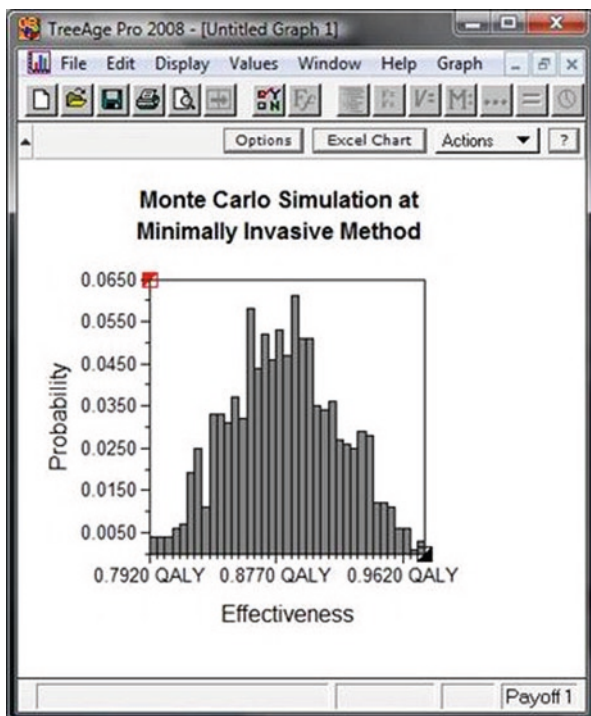 TreeAge Pro 2008 - [Untitled Graph 1]
File Edit Display Values Window Help Graph
Options Excel Chart Actions ?
Monte Carlo Simulation at
Minimally Invasive Method
0.0650
0.0550
0.0450
0.0350
0.0250
0.0150
0.0050
Probability
0.7920 QALY 0.8770 QALY 0.9620 QALY
Effectiveness
Payoff 1